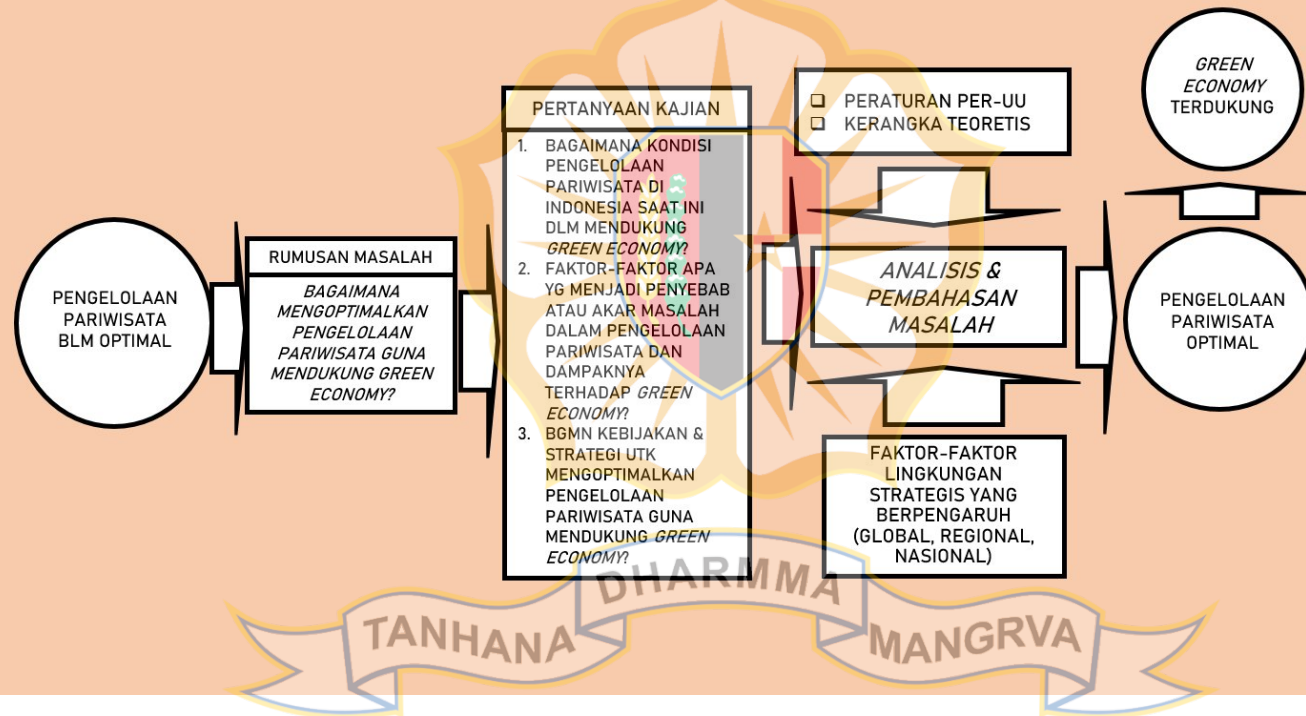 PENGELOLAAN
PARIWISATA
BLM OPTIMAL
RUMUSAN MASALAH
BAGAIMANA
MENGOPTIMALKAN
PENGELOLAAN
PARIWISATA GUNA
MENDUKUNG GREEN
ECONOMY?
PERTANYAAN KAJIAN
1. BAGAIMANA KONDISI
PENGELOLAAN
PARIWISATA DI
INDONESIA SAAT INI
DLM MENDUKUNG
GREEN ECONOMY?
2. FAKTOR-FAKTOR APA
YG MENJADI PENYEBAB
ATAU AKAR MASALAH
DALAM PENGELOLAAN
PARIWISATA DAN
DAMPAKNYA
TERHADAP GREEN
ECONOMY?
3. BGMN KEBIJAKAN &
STRATEGI UTK
MENGOPTIMALKAN
PENGELOLAAN
PARIWISATA GUNA
MENDUKUNG GREEN
ECONOMY?
❑ PERATURAN PER-UU
❑ KERANGKA TEORETIS
ANALISIS &
PEMBAHASAN
MASALAH
FAKTOR-FAKTOR
LINGKUNGAN
STRATEGIS YANG
BERPENGARUH
(GLOBAL, REGIONAL,
NASIONAL)
PENGELOLAAN
PARIWISATA
OPTIMAL
GREEN
ECONOMY
TERDUKUNG
TANHANA DHARMMA MANGRVA